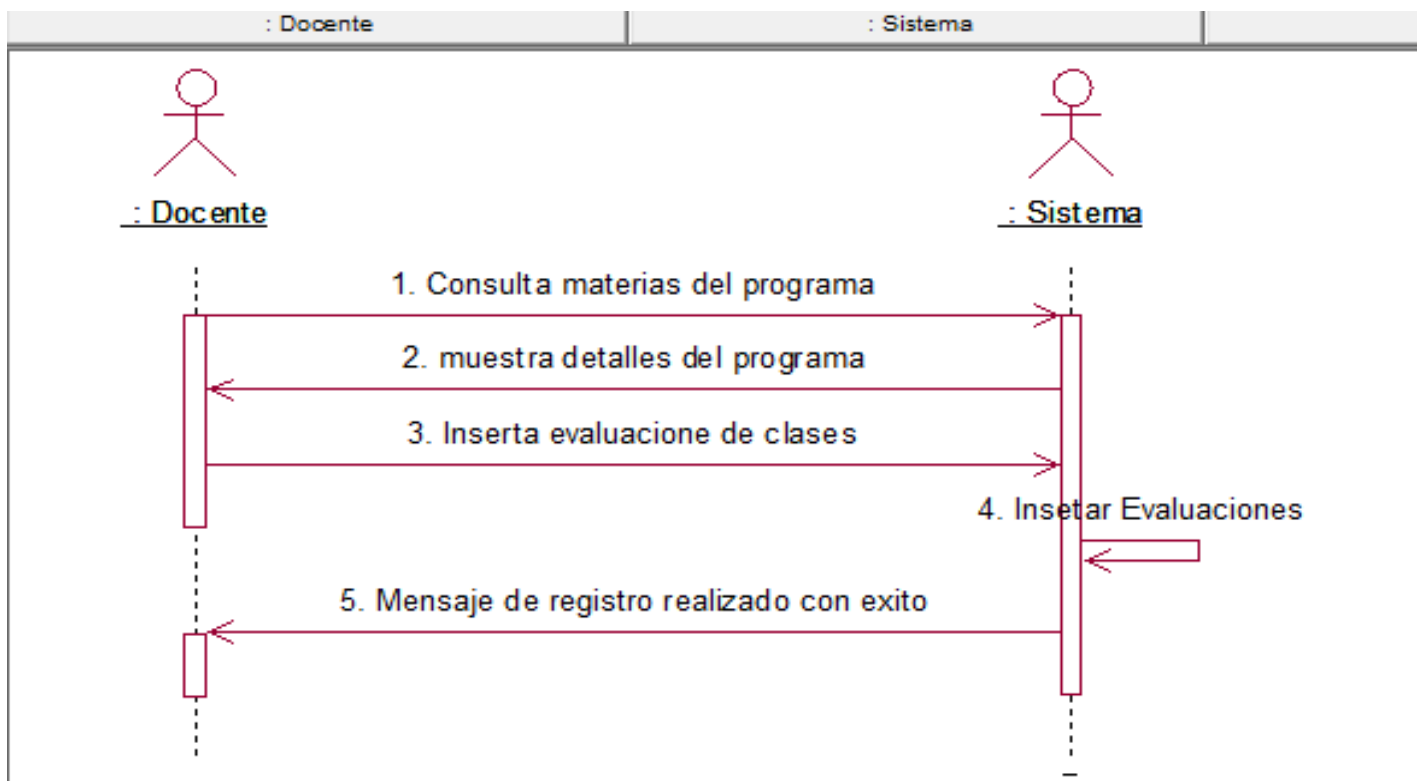 : Docente
: Sistema
: Docente
: Sistema
1. Consulta materias del programa
2. muestra detalles del programa
3. Inserta evaluacione de clases
4. Insetar Evaluaciones
5. Mensaje de registro realizado con exito